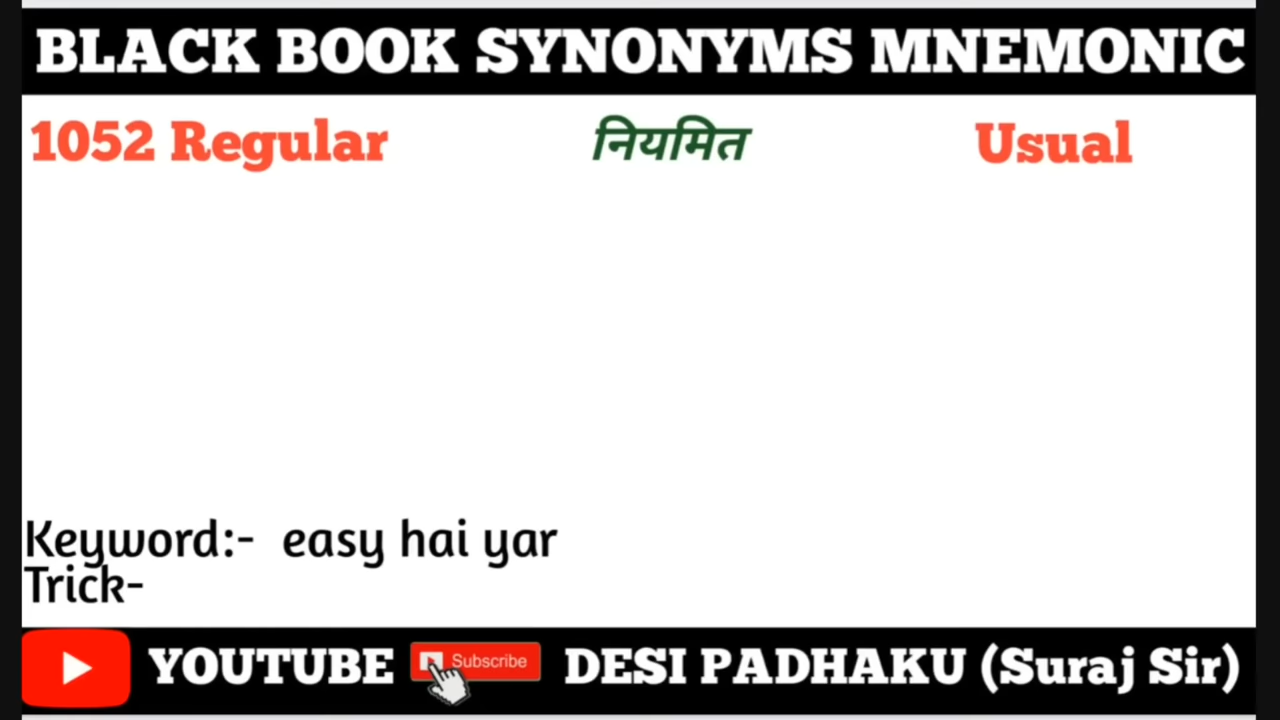 BLACK BOOK SYNONYMS MNEMONIC
1052 Regular नियमित Usual
Keyword:- easy hai yar
Trick-
YOUTUBE Subscribe DESI PADHAKU (Suraj Sir)